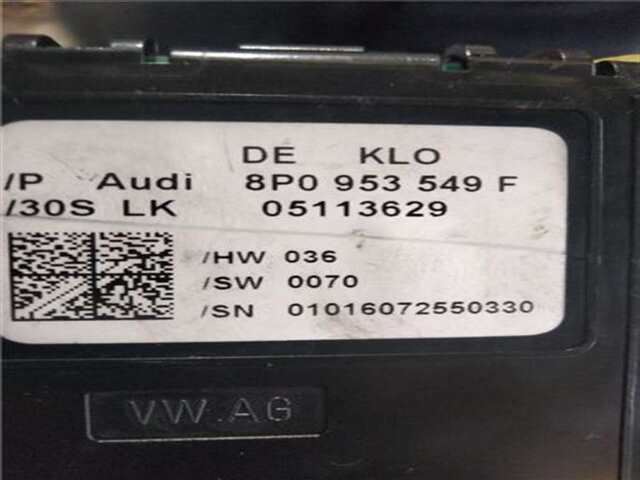 DE KLO
/P Audi 8P0 953 549 F
/30S LK 05113629
/HW 036
/SW 0070
/SN 01016072550330
VW.AG